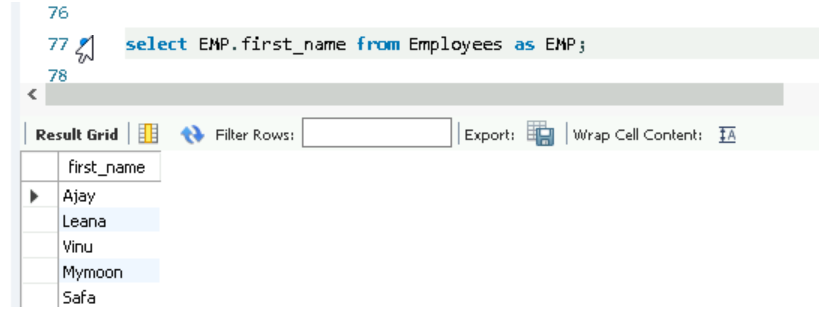 76
77 select EMP.first_name from Employees as EMP;
78
Result Grid Filter Rows: Export: Wrap Cell Content: IA
first_name
Ajay
Leana
Vinu
Mymoon
Safa